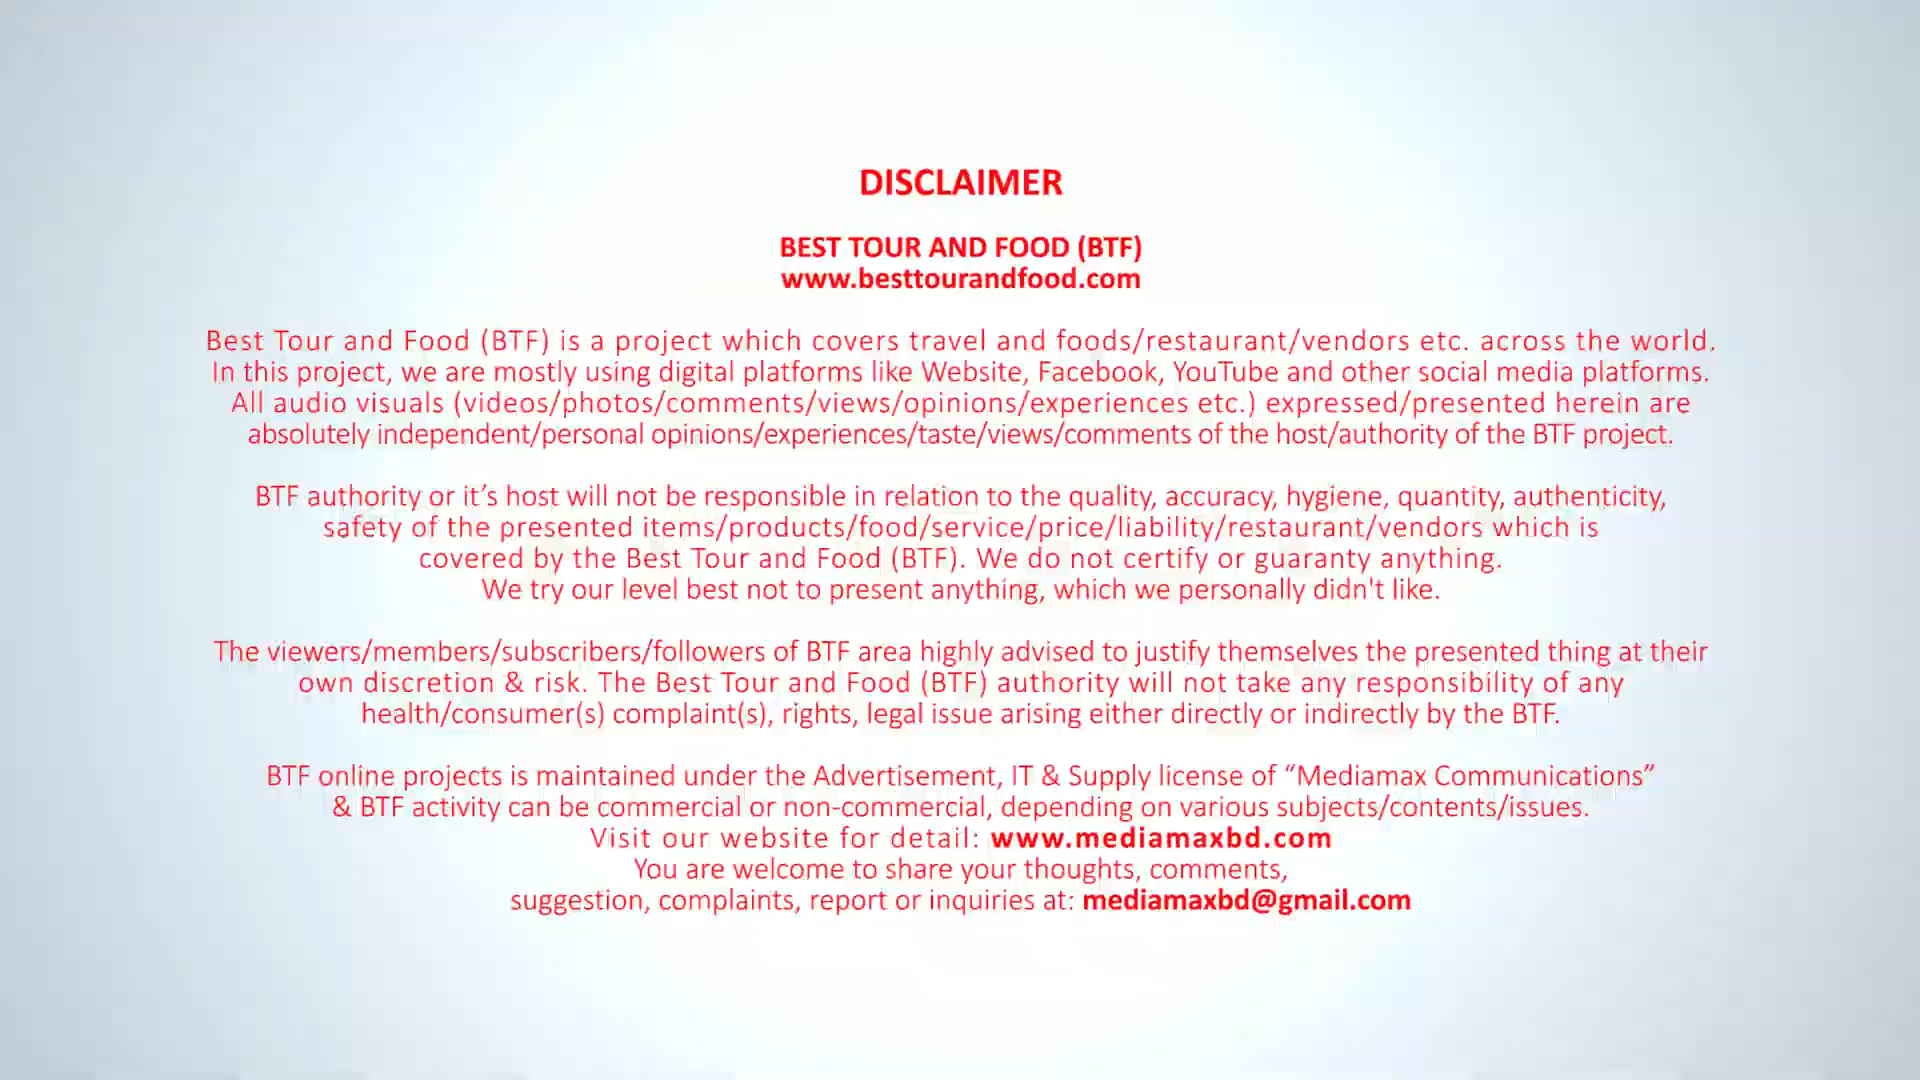 DISCLAIMER
BEST TOUR AND FOOD (BTF)
www.besttourandfood.com
Best Tour and Food (BTF) is a project which covers travel and foods/restaurant/vendors etc. across the world.
In this project, we are mostly using digital platforms like Website, Facebook, YouTube and other social media platforms.
All audio visuals (videos/photos/comments/views/opinions/experiences etc.) expressed/presented herein are
absolutely independent/personal opinions/experiences/taste/views/comments of the host/authority of the BTF project.
BTF authority or it’s host will not be responsible in relation to the quality, accuracy, hygiene, quantity, authenticity,
safety of the presented items/products/food/service/price/liability/restaurant/vendors which is
covered by the Best Tour and Food (BTF). We do not certify or guaranty anything.
We try our level best not to present anything, which we personally didn't like.
The viewers/members/subscribers/followers of BTF area highly advised to justify themselves the presented thing at their
own discretion & risk. The Best Tour and Food (BTF) authority will not take any responsibility of any
health/consumer(s) complaint(s), rights, legal issue arising either directly or indirectly by the BTF.
BTF online projects is maintained under the Advertisement, IT & Supply license of “Mediamax Communications”
& BTF activity can be commercial or non-commercial, depending on various subjects/contents/issues.
Visit our website for detail: www.mediamaxbd.com
You are welcome to share your thoughts, comments,
suggestion, complaints, report or inquiries at: mediamaxbd@gmail.com